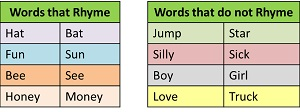 Words that Rhyme
Hat Bat
Fun Sun
Bee See
Honey Money
Words that do not Rhyme
Jump Star
Silly Sick
Boy Girl
Love Truck